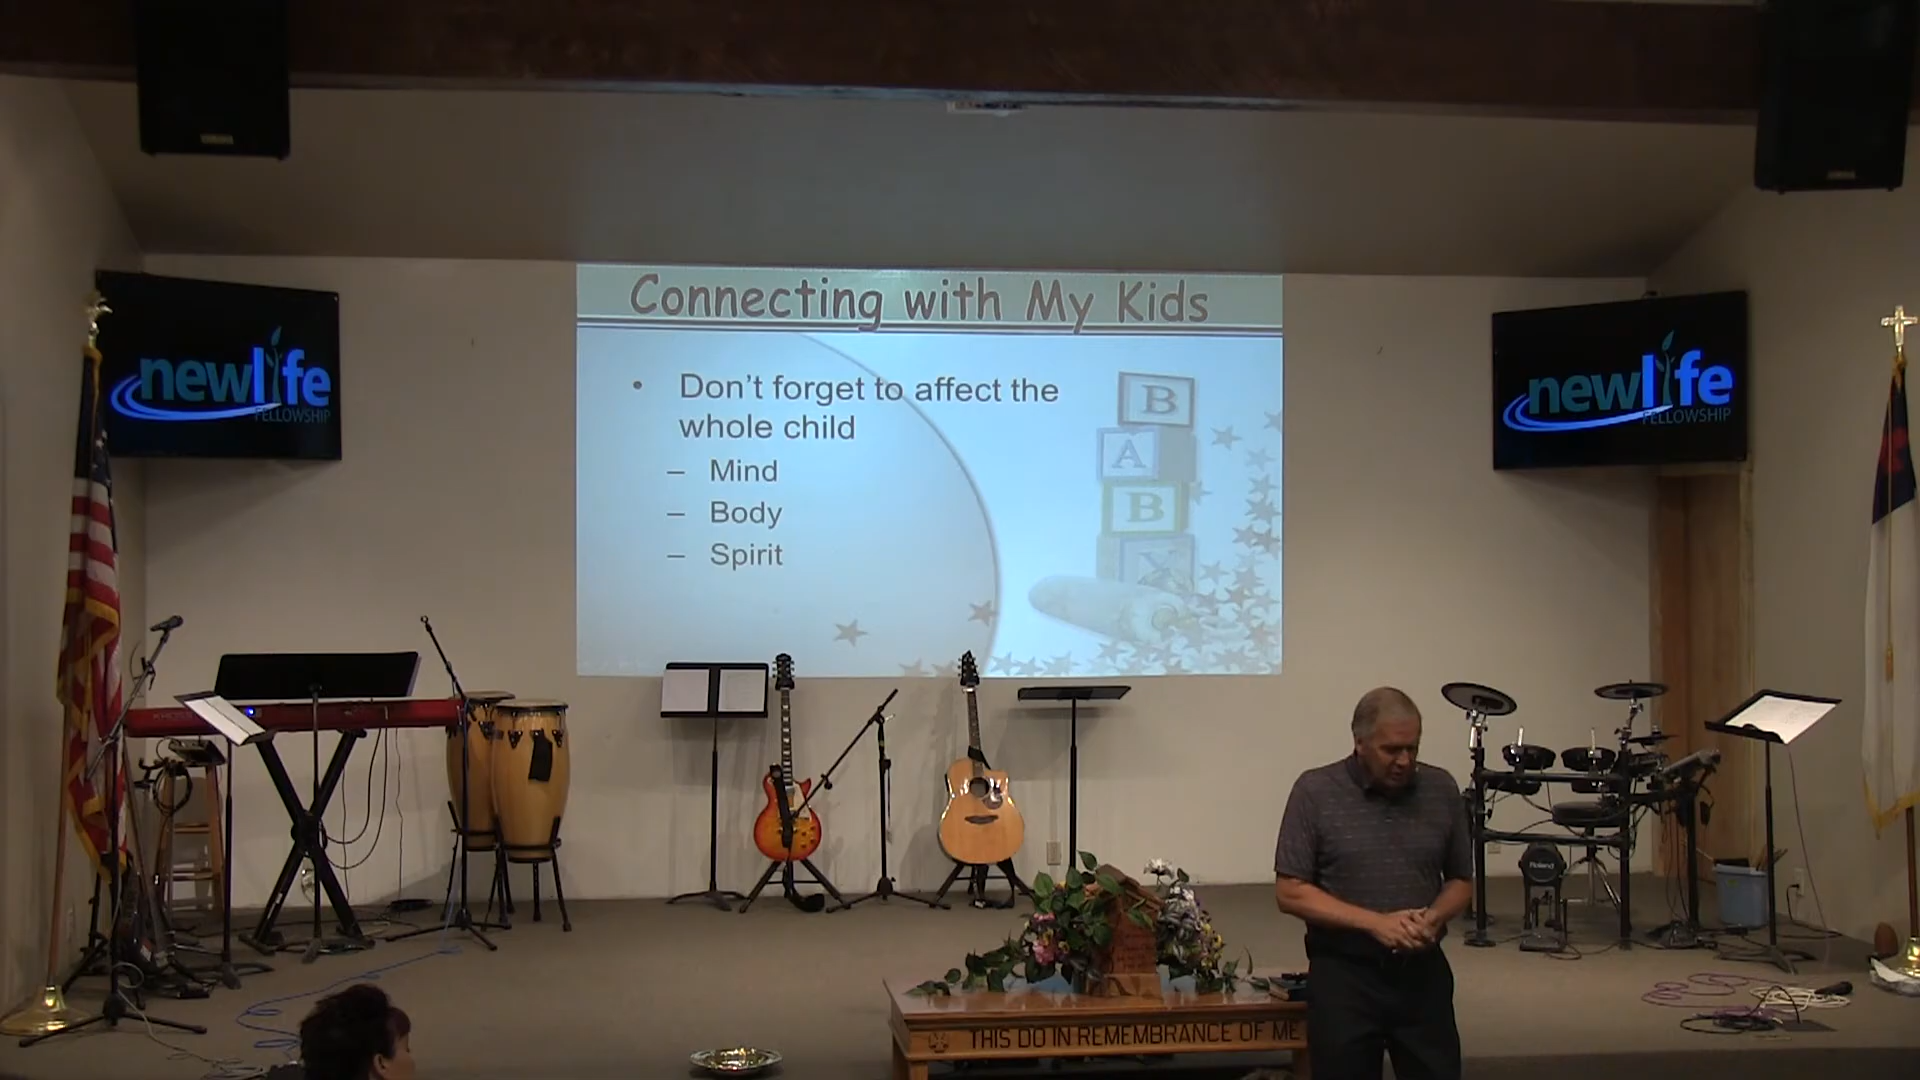 Connecting with My Kids
newlife
FELLOWSHIP
newlife
FELLOWSHIP
• Don't forget to affect the
whole child
– Mind
– Body
– Spirit
B
A
B
Y
Roland
THIS DO IN REMEMBRANCE OF ME